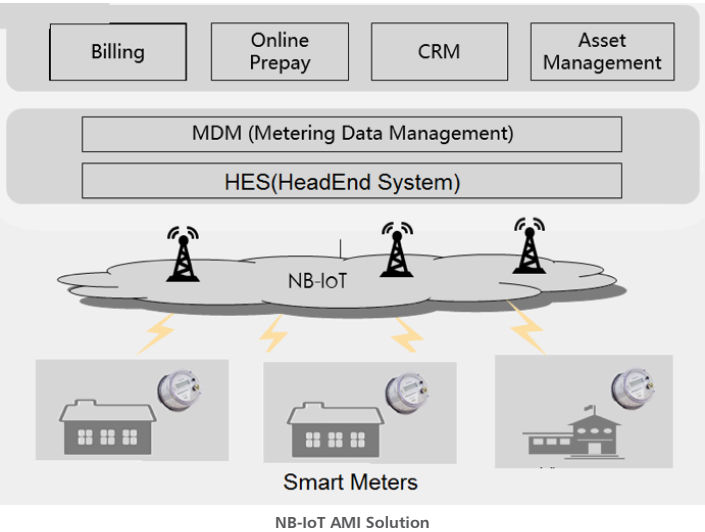 Billing
Online
Prepay
CRM
Asset
Management
MDM (Metering Data Management)
HES(HeadEnd System)
NB-IoT
Smart Meters
NB-IoT AMI Solution